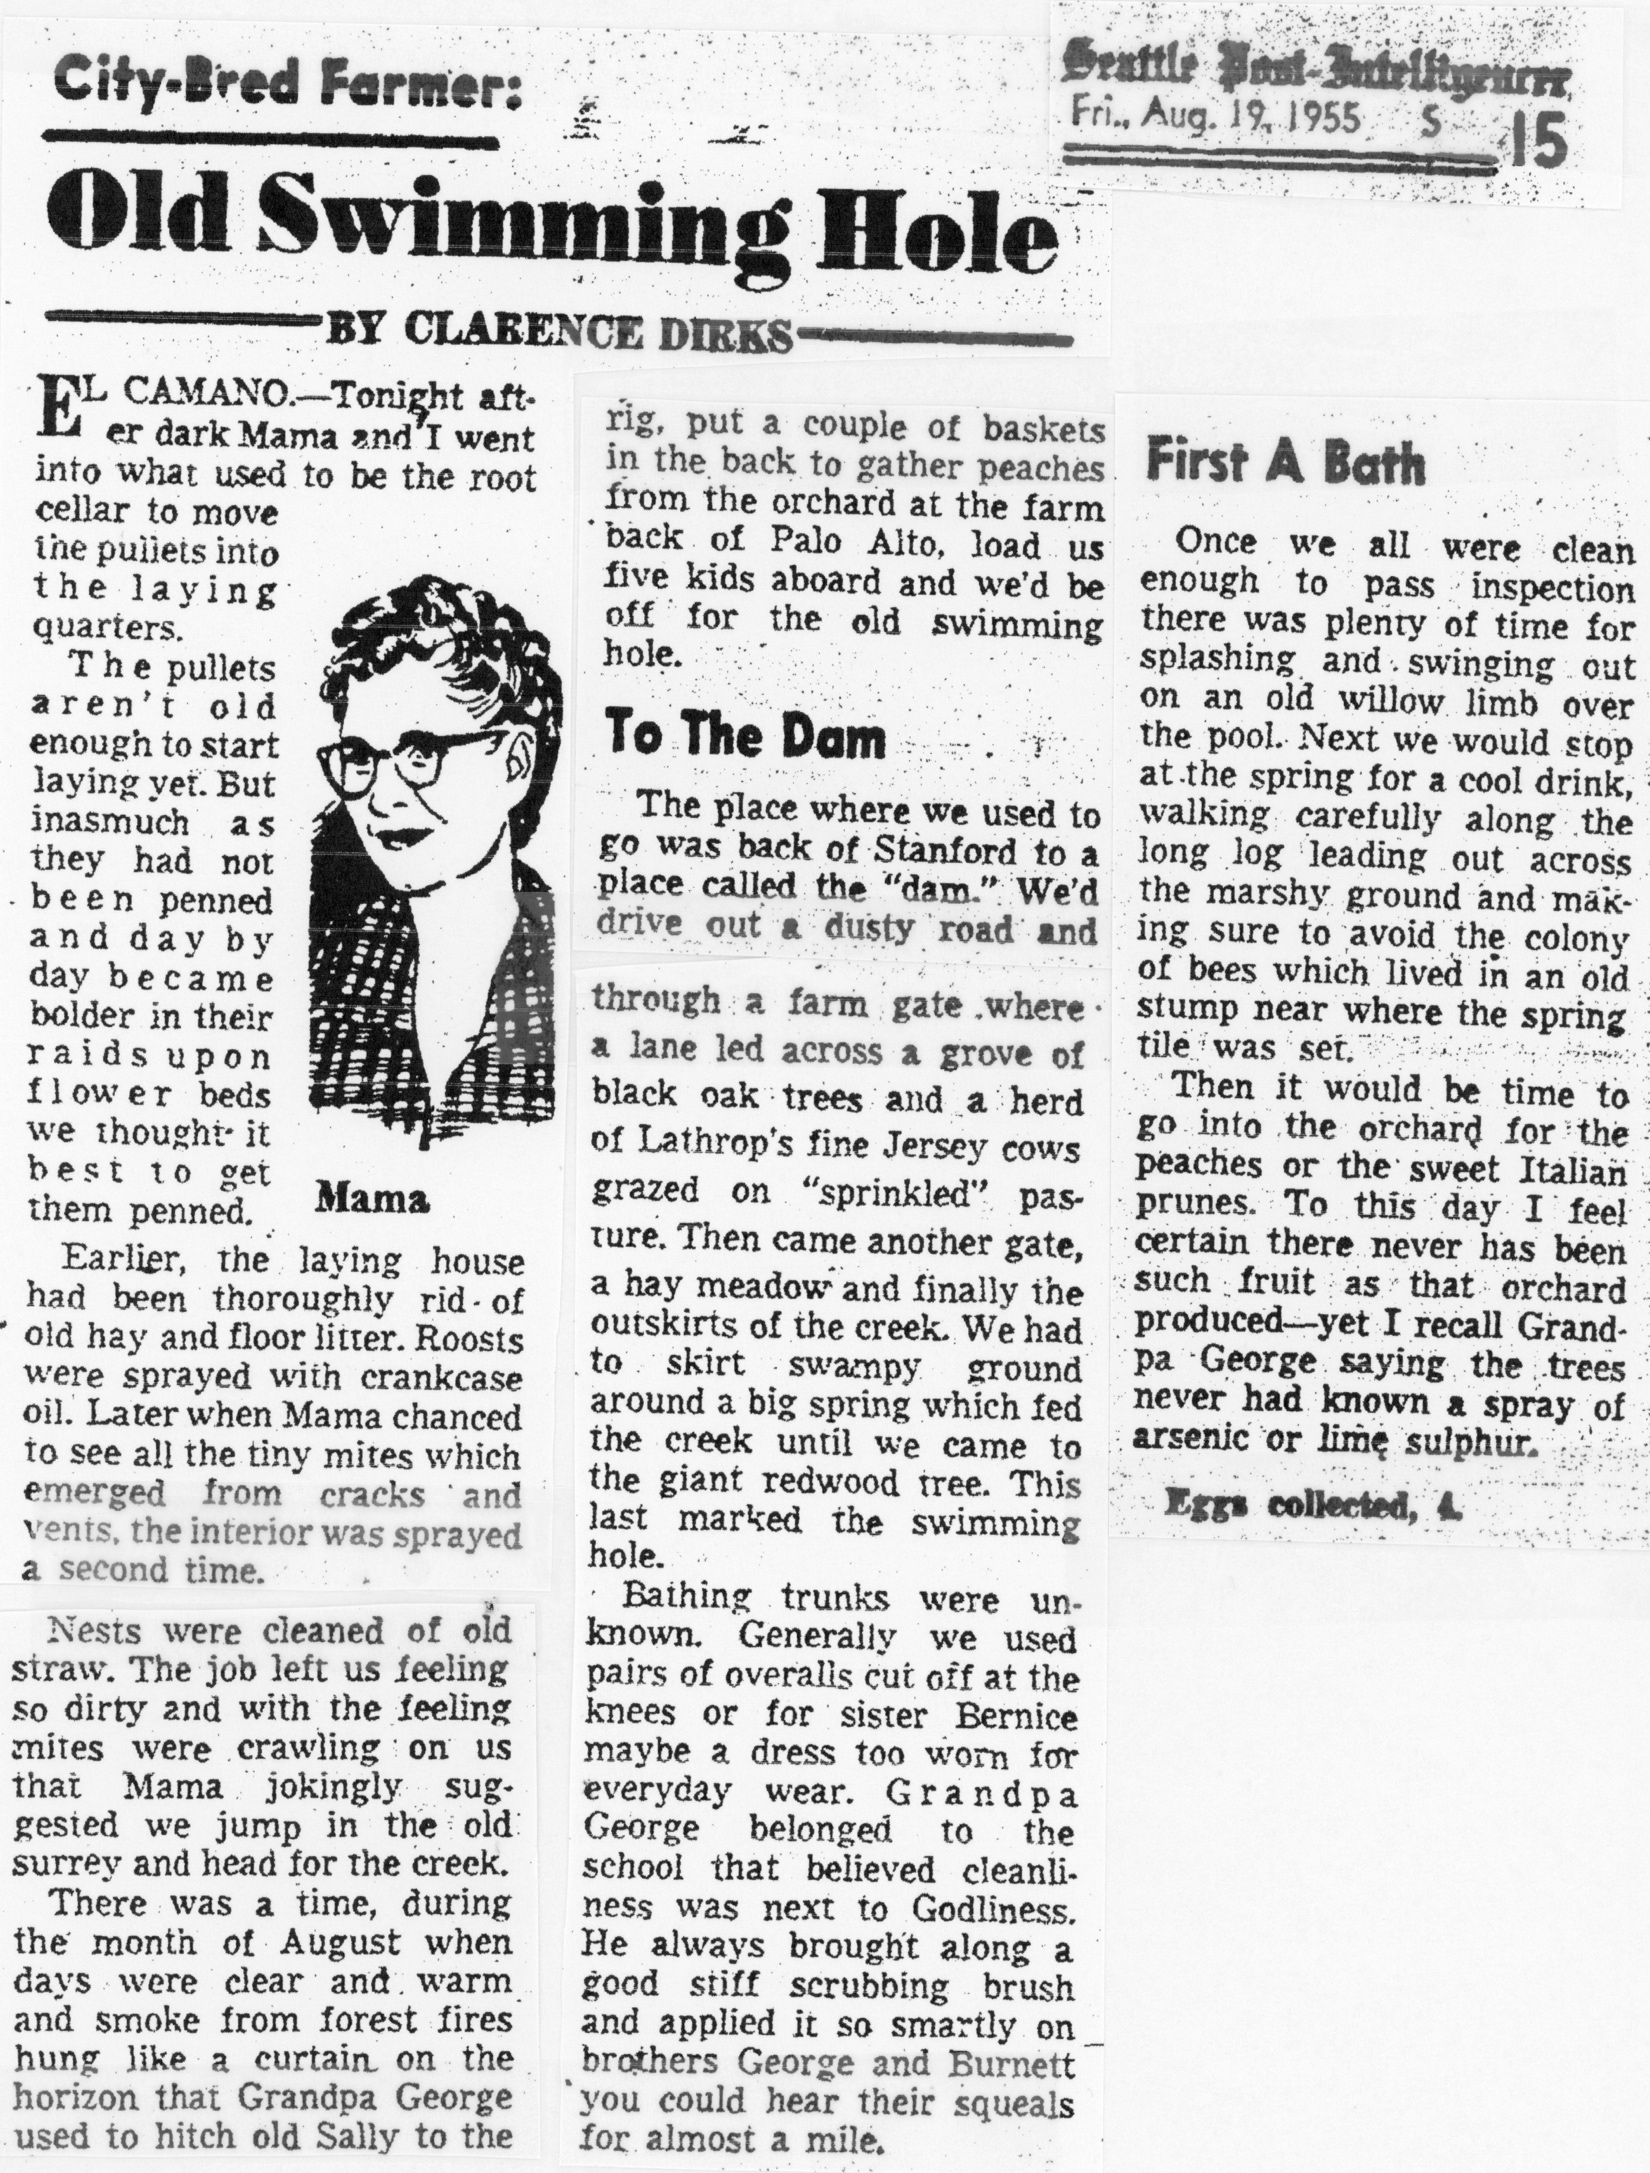 City-Bred Farmer:
Old Swimming Hole
BY CLARENCE DIRKS
Seattle Post-Intelligencer
Fri., Aug. 19, 1955 S 15
EL CAMANO.—Tonight aft-
er dark Mama and I went
into what used to be the root
cellar to move
the pullets into
the laying
quarters.
The pullets
aren't old
enough to start
laying yet. But
inasmuch as
they had not
been penned
and day by
day became
bolder in their
raids upon
flower beds
we thought it
best to get
them penned.
Mama
Earlier, the laying house
had been thoroughly rid of
old hay and floor litter. Roosts
were sprayed with crankcase
oil. Later when Mama chanced
to see all the tiny mites which
emerged from cracks and
vents, the interior was sprayed
a second time.
Nests were cleaned of old
straw. The job left us feeling
so dirty and with the feeling
mites were crawling on us
that Mama jokingly sug-
gested we jump in the old
surrey and head for the creek.
There was a time, during
the month of August when
days were clear and warm
and smoke from forest fires
hung like a curtain on the
horizon that Grandpa George
used to hitch old Sally to the
rig, put a couple of baskets
in the back to gather peaches
from the orchard at the farm
back of Palo Alto, load us
five kids aboard and we'd be
off for the old swimming
hole.
To The Dam
The place where we used to
go was back of Stanford to a
place called the "dam." We'd
drive out a dusty road and
through a farm gate where
a lane led across a grove of
black oak trees and a herd
of Lathrop's fine Jersey cows
grazed on "sprinkled" pas-
ture. Then came another gate,
a hay meadow and finally the
outskirts of the creek. We had
to skirt swampy ground
around a big spring which fed
the creek until we came to
the giant redwood tree. This
last marked the swimming
hole.
Bathing trunks were un-
known. Generally we used
pairs of overalls cut off at the
knees or for sister Bernice
maybe a dress too worn for
everyday wear. Grandpa
George belonged to the
school that believed cleanli-
ness was next to Godliness.
He always brought along a
good stiff scrubbing brush
and applied it so smartly on
brothers George and Burnett
you could hear their squeals
for almost a mile.
First A Bath
Once we all were clean
enough to pass inspection
there was plenty of time for
splashing and swinging out
on an old willow limb over
the pool. Next we would stop
at the spring for a cool drink,
walking carefully along the
long log leading out across
the marshy ground and mak-
ing sure to avoid the colony
of bees which lived in an old
stump near where the spring
tile was set.
Then it would be time to
go into the orchard for the
peaches or the sweet Italian
prunes. To this day I feel
certain there never has been
such fruit as that orchard
produced—yet I recall Grand-
pa George saying the trees
never had known a spray of
arsenic or lime sulphur.
Eggs collected, 4.